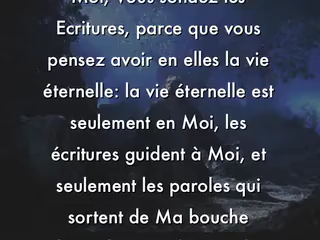 Moi, vous sondez les
Ecritures, parce que vous
pensez avoir en elles la vie
éternelle: la vie éternelle est
seulement en Moi, les
écritures guident à Moi, et
seulement les paroles qui
sortent de Ma bouche